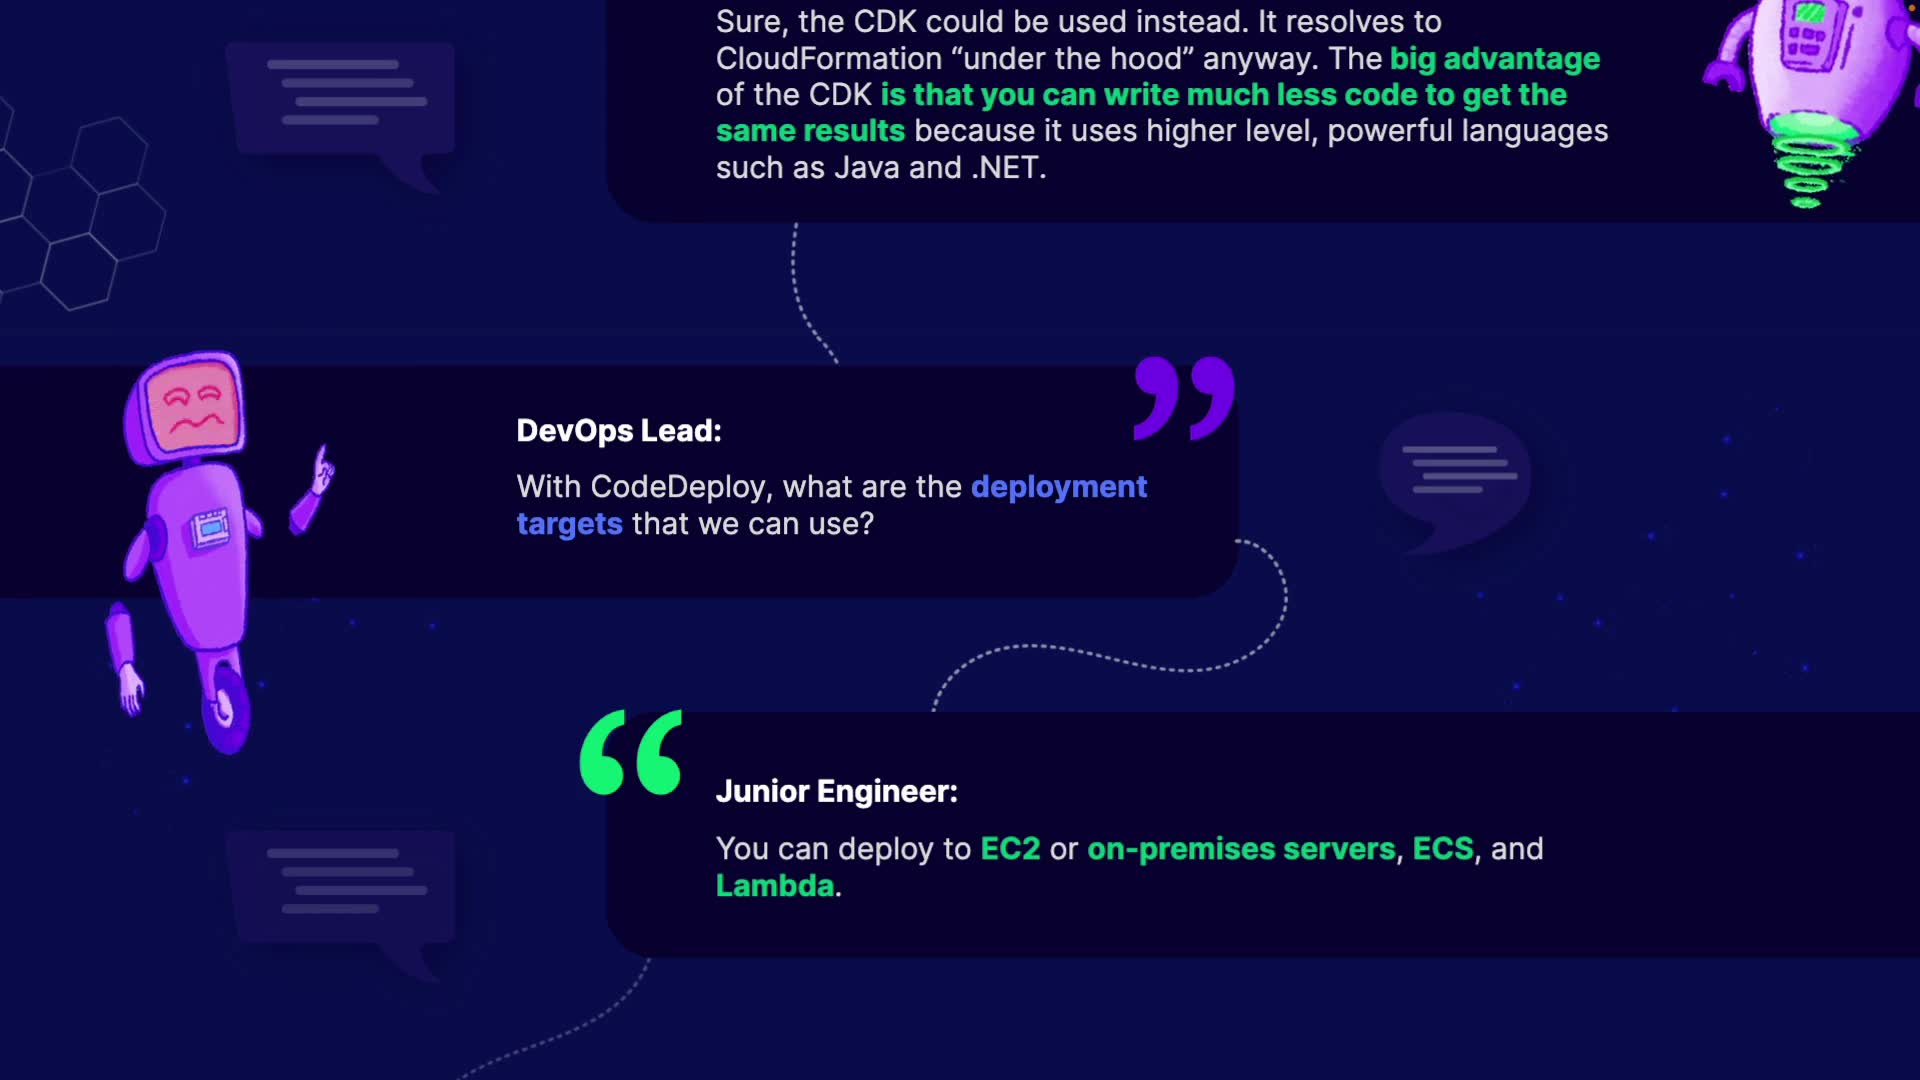 Sure, the CDK could be used instead. It resolves to
CloudFormation “under the hood” anyway. The big advantage
of the CDK is that you can write much less code to get the
same results because it uses higher level, powerful languages
such as Java and .NET.
DevOps Lead:
With CodeDeploy, what are the deployment
targets that we can use?
Junior Engineer:
You can deploy to EC2 or on-premises servers, ECS, and
Lambda.